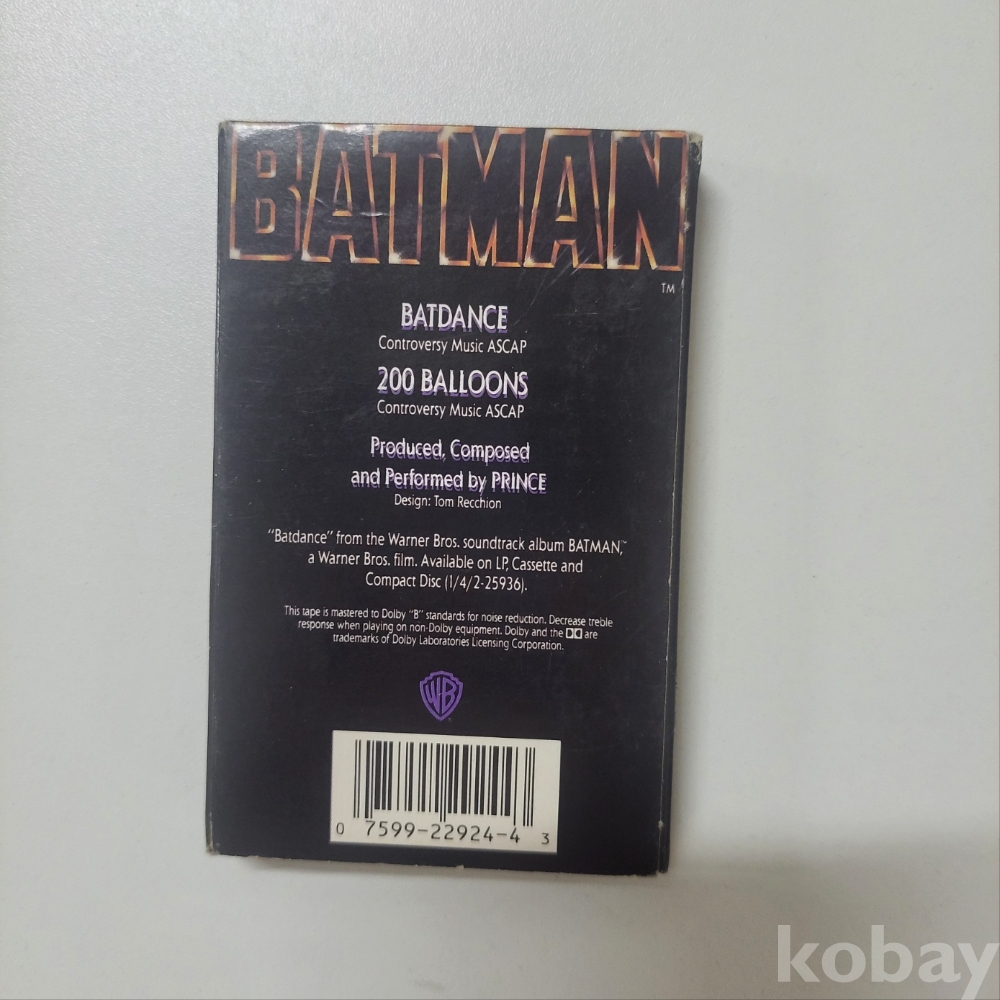 BATMAN
TM
BATDANCE
Controversy Music ASCAP
200 BALLOONS
Controversy Music ASCAP
Produced, Composed
and Performed by PRINCE
Design: Tom Recchion
"Batdance" from the Warner Bros. soundtrack album BATMAN,™
a Warner Bros. film. Available on LP, Cassette and
Compact Disc (1/4/2-25936).
This tape is mastered to Dolby "B" standards for noise reduction. Decrease treble
response when playing on non-Dolby equipment. Dolby and the are
trademarks of Dolby Laboratories Licensing Corporation.
WB
0 7599-22924-4 3
kobay